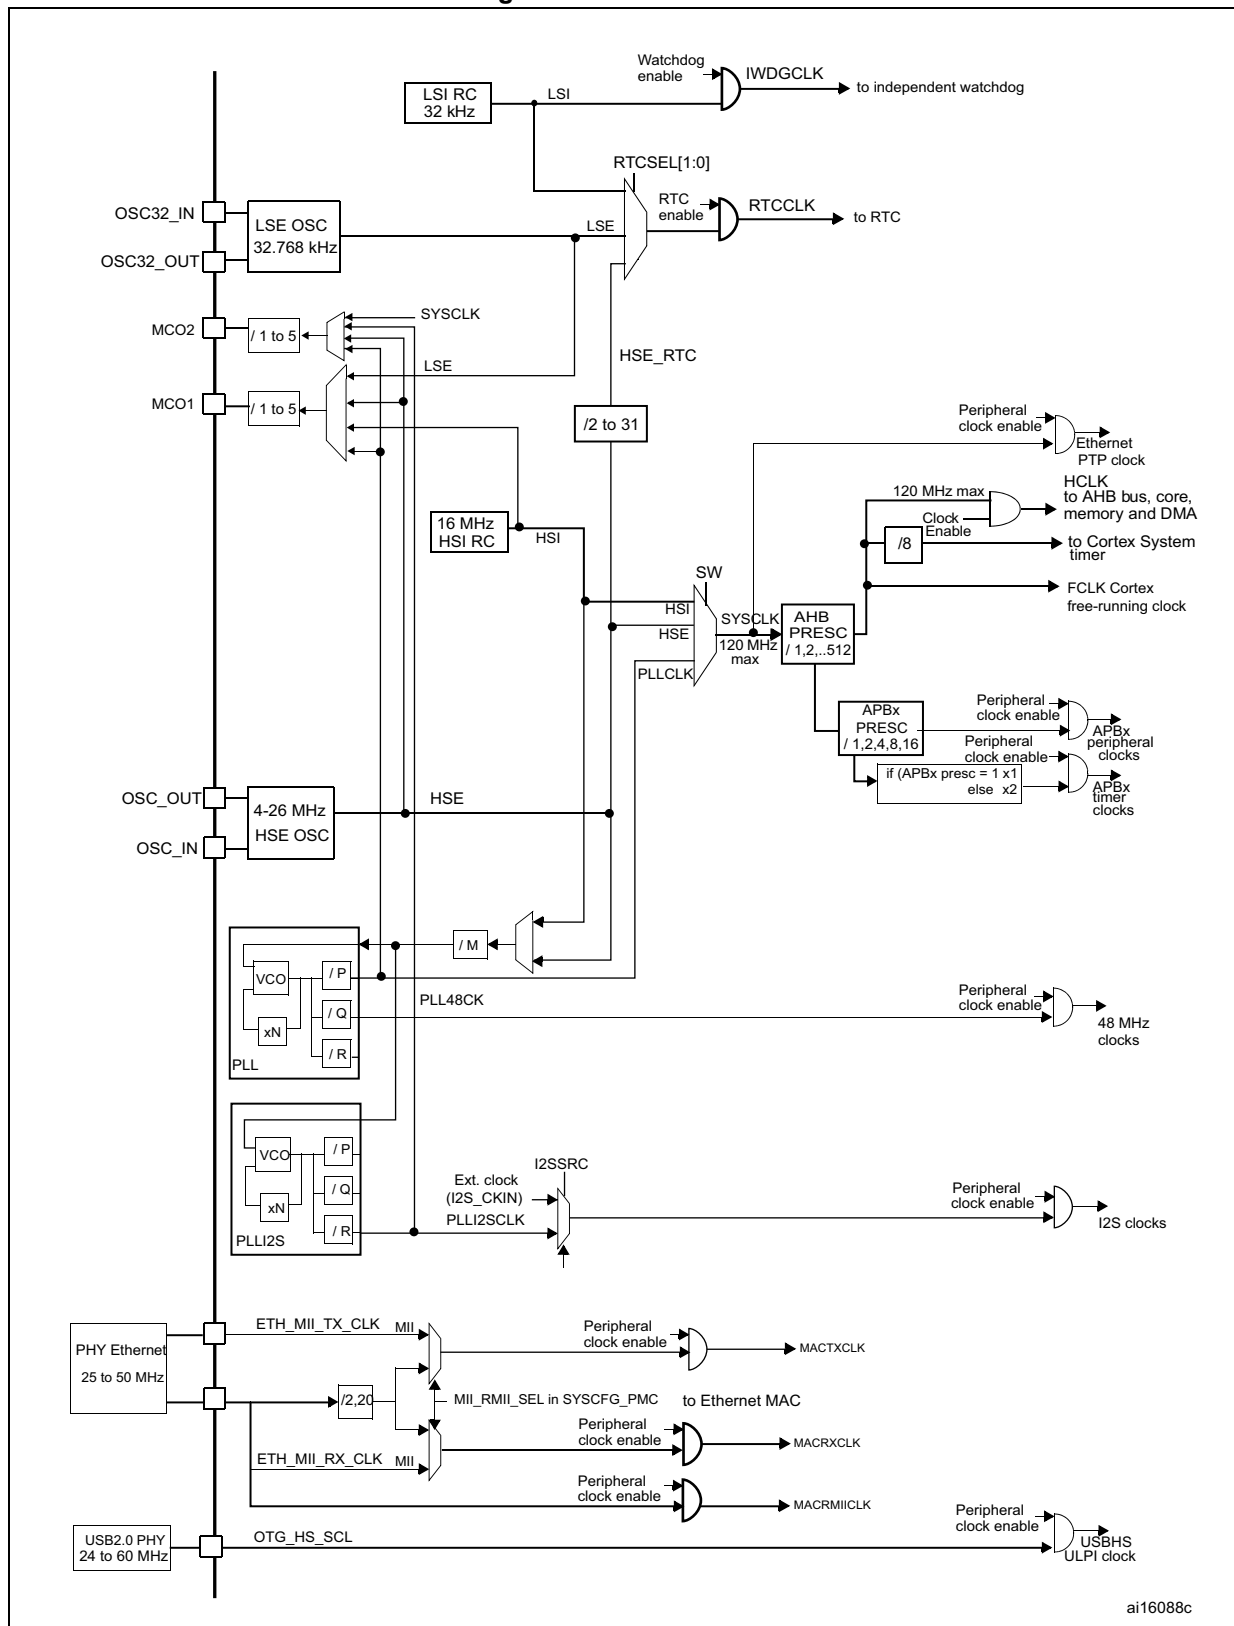 g
Watchdog
enable
IWDGCLK
to independent watchdog
LSI RC
32 kHz
LSI
RTCSEL[1:0]
OSC32_IN
LSE OSC
32.768 kHz
OSC32_OUT
LSE
RTC
enable
RTCCLK
to RTC
MCO2
/ 1 to 5
SYSCLK
HSE_RTC
LSE
MCO1
/ 1 to 5
/2 to 31
Peripheral
clock enable
Ethernet
PTP clock
16 MHz
HSI RC
HSI
120 MHz max
HCLK
to AHB bus, core,
memory and DMA
Clock
Enable
/8
to Cortex System
timer
FCLK Cortex
free-running clock
SW
HSI
HSE
PLLCLK
SYSCLK
120 MHz
max
AHB
PRESC
/ 1,2,..512
APBx
PRESC
/ 1,2,4,8,16
Peripheral
clock enable
APBx
peripheral
clocks
if (APBx presc = 1 x1
else x2
Peripheral
clock enable
APBx
timer
clocks
OSC_OUT
4-26 MHz
HSE OSC
OSC_IN
HSE
/ M
VCO
xN
/ P
/ Q
/ R
PLL
PLL48CK
Peripheral
clock enable
48 MHz
clocks
VCO
xN
/ P
/ Q
/ R
PLLI2S
I2SSRC
Ext. clock
(I2S_CKIN)
PLLI2SCLK
Peripheral
clock enable
I2S clocks
PHY Ethernet
25 to 50 MHz
ETH_MII_TX_CLK
MII
Peripheral
clock enable
MACTXCLK
/2,20
MII_RMII_SEL in SYSCFG_PMC
to Ethernet MAC
ETH_MII_RX_CLK
MII
Peripheral
clock enable
MACRXCLK
Peripheral
clock enable
MACRMIICLK
USB2.0 PHY
24 to 60 MHz
OTG_HS_SCL
Peripheral
clock enable
USBHS
ULPI clock
ai16088c